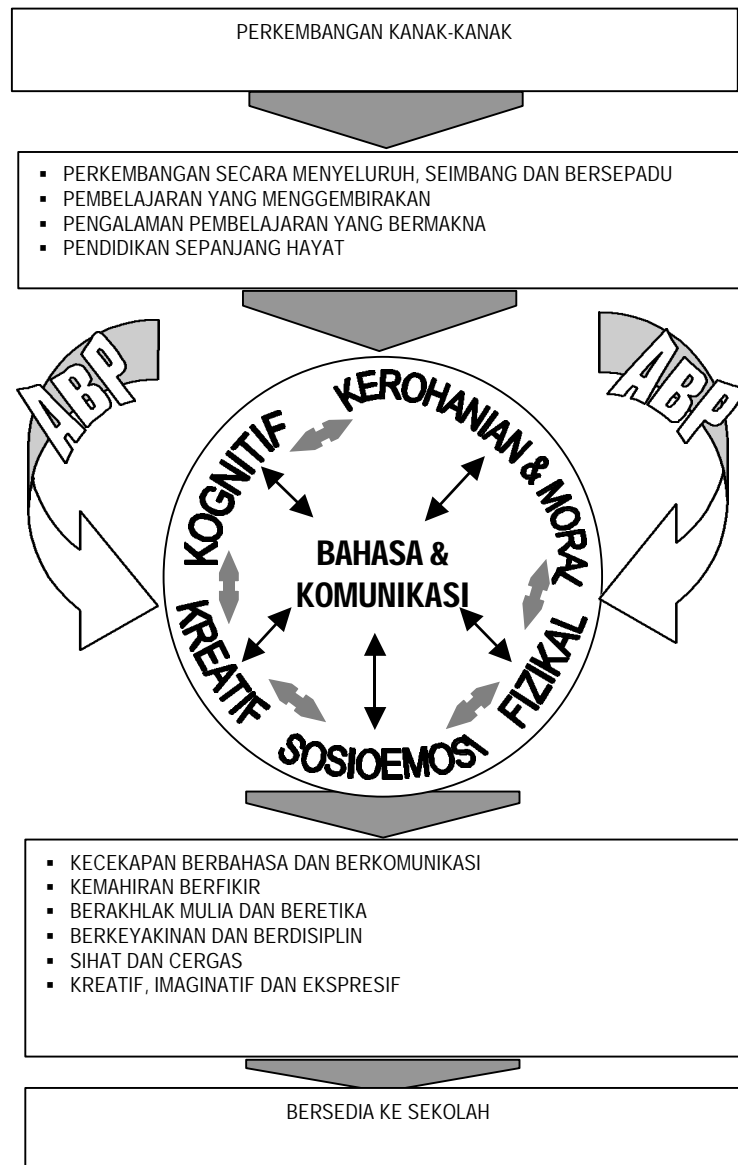 PERKEMBANGAN KANAK-KANAK
▪ PERKEMBANGAN SECARA MENYELURUH, SEIMBANG DAN BERSEPADU
▪ PEMBELAJARAN YANG MENGGEMBIRAKAN
▪ PENGALAMAN PEMBELAJARAN YANG BERMAKNA
▪ PENDIDIKAN SEPANJANG HAYAT
ABP
ABP
KOGNITIF
KEROHANIAN & MORAL
BAHASA &
KOMUNIKASI
KREATIF
FIZIKAL
SOSIOEMOSI
▪ KECEKAPAN BERBAHASA DAN BERKOMUNIKASI
▪ KEMAHIRAN BERFIKIR
▪ BERAKHLAK MULIA DAN BERETIKA
▪ BERKEYAKINAN DAN BERDISIPLIN
▪ SIHAT DAN CERGAS
▪ KREATIF, IMAGINATIF DAN EKSPRESIF
BERSEDIA KE SEKOLAH